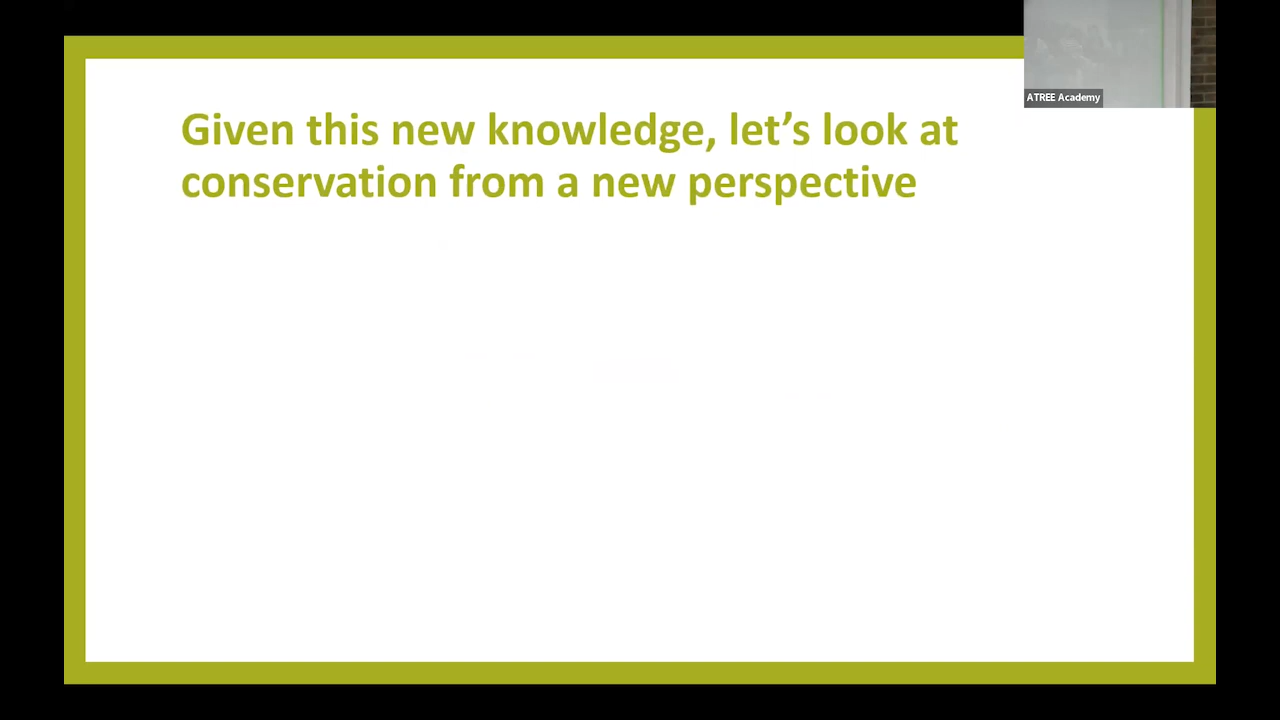 Given this new knowledge, let’s look at
conservation from a new perspective
ATREE Academy